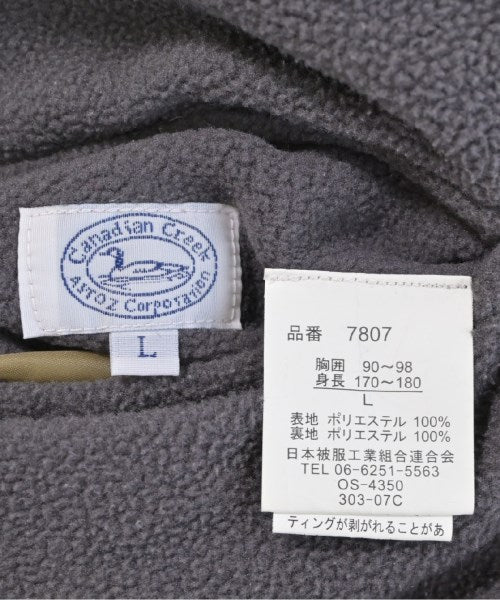 Canadian Creek
AtoZ Corporation
L
品番 7807
胸囲 90～98
身長 170～180
L
表地 ポリエステル 100%
裏地 ポリエステル 100%
日本被服工業組合連合会
TEL 06-6251-5563
OS-4350
303-07C
ティングが剥がれることがあ